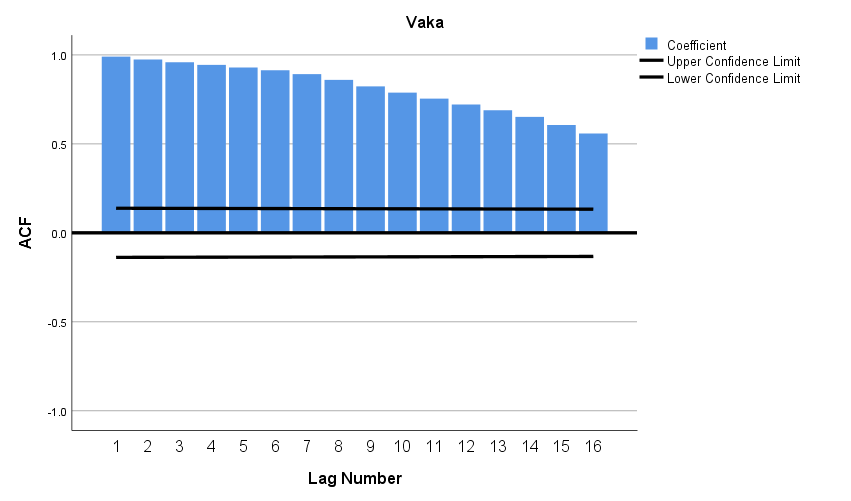 Vaka
Coefficient
Upper Confidence Limit
Lower Confidence Limit
1.0
0.5
0.0
-0.5
-1.0
ACF
1 2 3 4 5 6 7 8 9 10 11 12 13 14 15 16
Lag Number